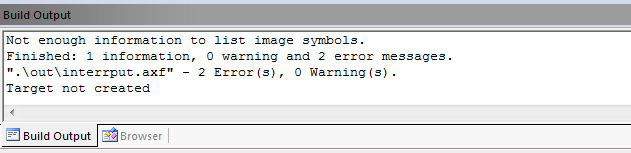 Build Output
Not enough information to list image symbols.
Finished: 1 information, 0 warning and 2 error messages.
".\out\interrput.axf" - 2 Error(s), 0 Warning(s).
Target not created
Build Output
Browser